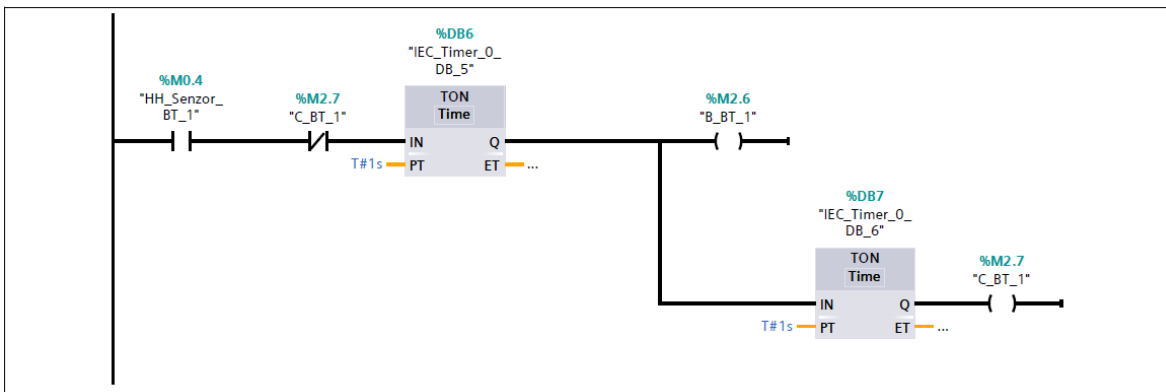 %DB6
"IEC_Timer_0_
DB_5"
%M0.4
"HH_Senzor_
BT_1"
%M2.7
"C_BT_1"
TON
Time
%M2.6
"B_BT_1"
IN
Q
T#1s
PT
ET
...
%DB7
"IEC_Timer_0_
DB_6"
TON
Time
%M2.7
"C_BT_1"
IN
Q
T#1s
PT
ET
...